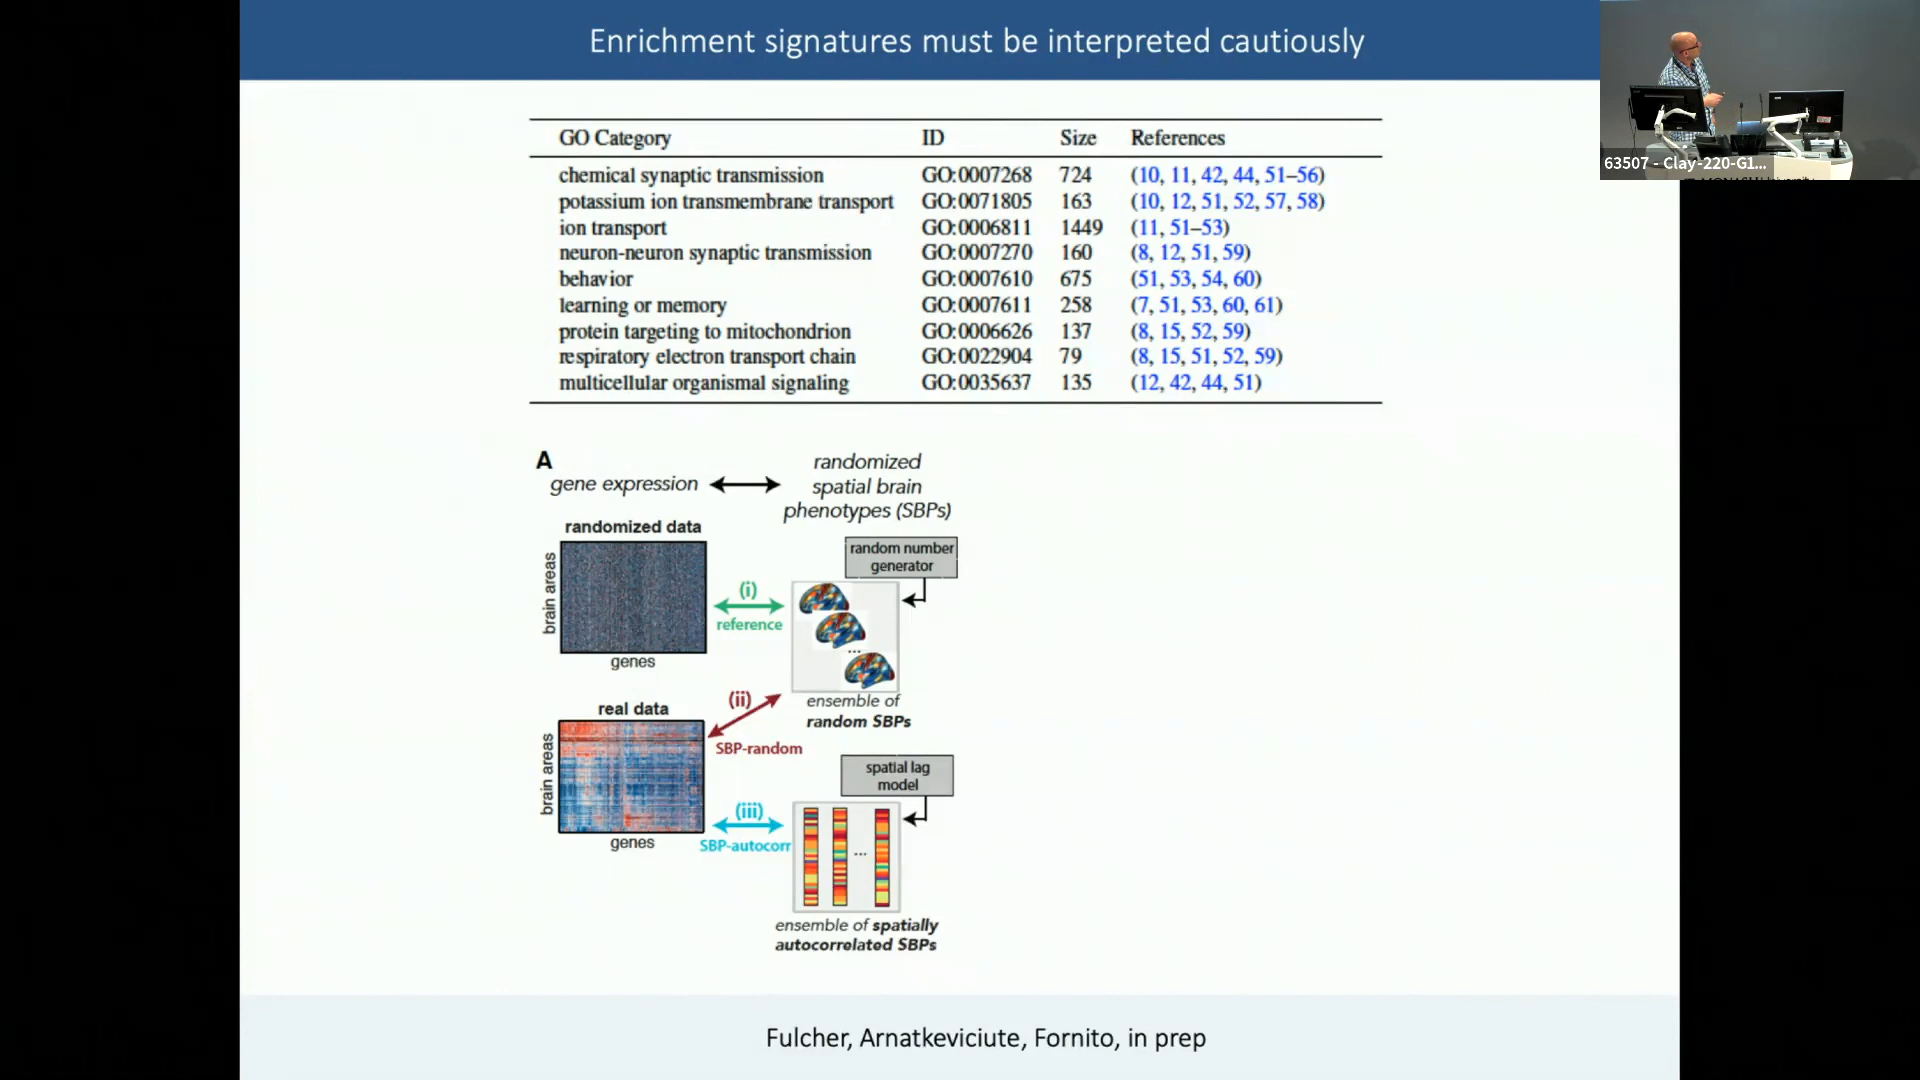 Enrichment signatures must be interpreted cautiously
63507 - Clay-220-G1...
GO Category ID Size References
chemical synaptic transmission GO:0007268 724 (10, 11, 42, 44, 51–56)
potassium ion transmembrane transport GO:0071805 163 (10, 12, 51, 52, 57, 58)
ion transport GO:0006811 1449 (11, 51–53)
neuron-neuron synaptic transmission GO:0007270 160 (8, 12, 51, 59)
behavior GO:0007610 675 (51, 53, 54, 60)
learning or memory GO:0007611 258 (7, 51, 53, 60, 61)
protein targeting to mitochondrion GO:0006626 137 (8, 15, 52, 59)
respiratory electron transport chain GO:0022904 79 (8, 15, 51, 52, 59)
multicellular organismal signaling GO:0035637 135 (12, 42, 44, 51)
A
gene expression
randomized
spatial brain
phenotypes (SBPs)
randomized data
brain areas
genes
(i)
reference
random number
generator
...
ensemble of
random SBPs
(ii)
SBP-random
real data
brain areas
genes
(iii)
SBP-autocorr
spatial lag
model
...
ensemble of spatially
autocorrelated SBPs
Fulcher, Arnatkeviciute, Fornito, in prep